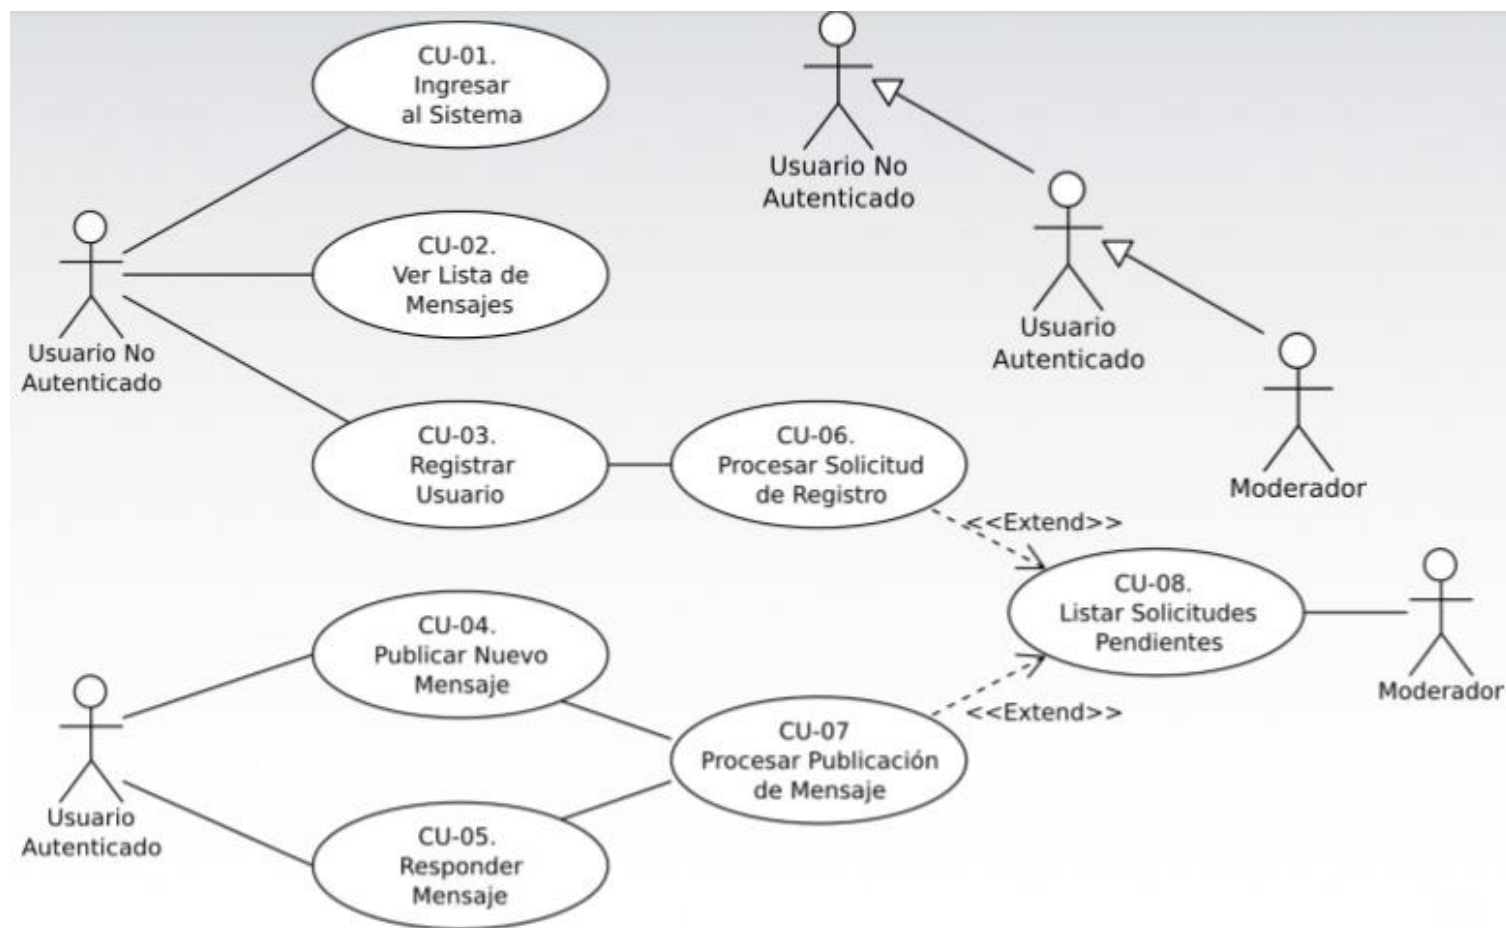 CU-01.
Ingresar
al Sistema
Usuario No
Autenticado
CU-02.
Ver Lista de
Mensajes
Usuario
Autenticado
Usuario No
Autenticado
Moderador
CU-03.
Registrar
Usuario
CU-06.
Procesar Solicitud
de Registro
<<Extend>>
CU-08.
Listar Solicitudes
Pendientes
Moderador
CU-04.
Publicar Nuevo
Mensaje
<<Extend>>
CU-07
Procesar Publicación
de Mensaje
Usuario
Autenticado
CU-05.
Responder
Mensaje